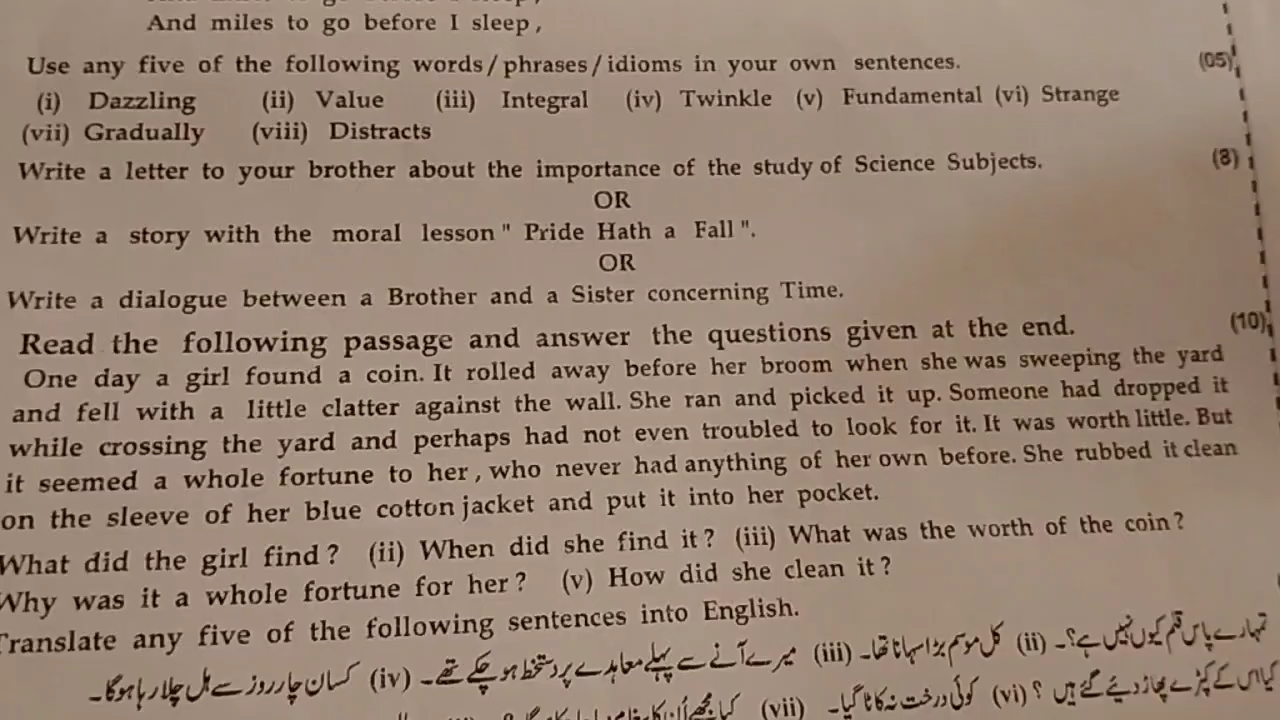 And miles to go before I sleep,
Use any five of the following words/phrases/idioms in your own sentences. (05)
(i) Dazzling (ii) Value (iii) Integral (iv) Twinkle (v) Fundamental (vi) Strange
(vii) Gradually (viii) Distracts
Write a letter to your brother about the importance of the study of Science Subjects. (8)
OR
Write a story with the moral lesson " Pride Hath a Fall ".
OR
Write a dialogue between a Brother and a Sister concerning Time.
Read the following passage and answer the questions given at the end. (10)
One day a girl found a coin. It rolled away before her broom when she was sweeping the yard
and fell with a little clatter against the wall. She ran and picked it up. Someone had dropped it
while crossing the yard and perhaps had not even troubled to look for it. It was worth little. But
it seemed a whole fortune to her, who never had anything of her own before. She rubbed it clean
on the sleeve of her blue cotton jacket and put it into her pocket.
What did the girl find? (ii) When did she find it? (iii) What was the worth of the coin?
Why was it a whole fortune for her? (v) How did she clean it?
Translate any five of the following sentences into English.
تمہارے پاس قلم کیوں نہیں ہے؟۔ (ii) کل موسم بڑا سہانا تھا۔ (iii) میرے آنے سے پہلے معاہدے پر دستخط ہو چکے تھے۔ (iv) کسان چار روز سے ہل چلا رہا ہوگا۔
کیا اس کے کپڑے پھاڑ دیئے گئے ہیں ؟ (vi) کوئی درخت نہ کاٹا گیا۔ (vii) کیا مجھے